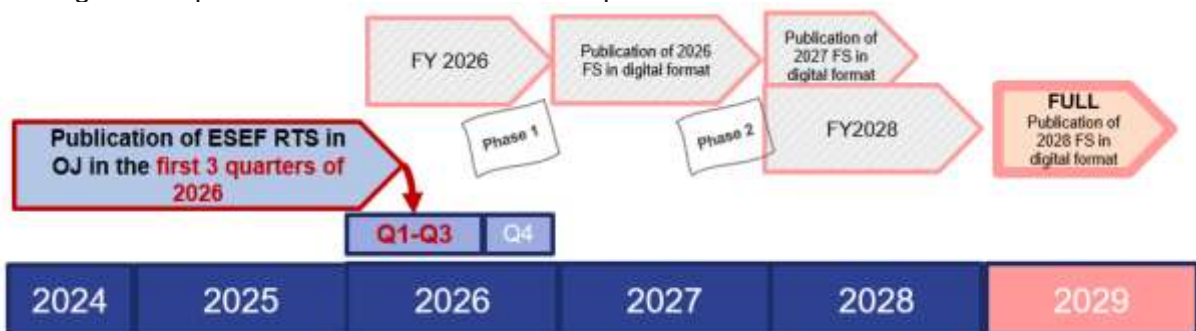 FY 2026
Publication of 2026
FS in digital format
Publication of
2027 FS in
digital format
Phase 1
Phase 2
FY2028
FULL
Publication of
2028 FS in
digital format
Publication of ESEF RTS in
OJ in the first 3 quarters of
2026
Q1-Q3
Q4
2024
2025
2026
2027
2028
2029